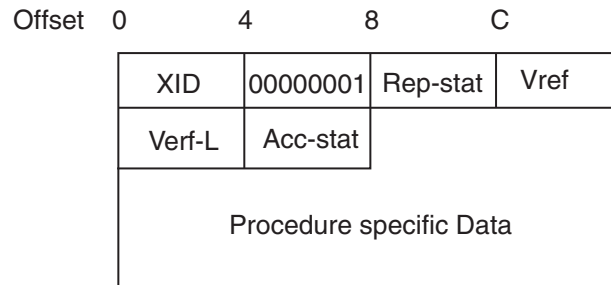 Offset 0 4 8 C
XID 00000001 Rep-stat Vref
Verf-L Acc-stat
Procedure specific Data